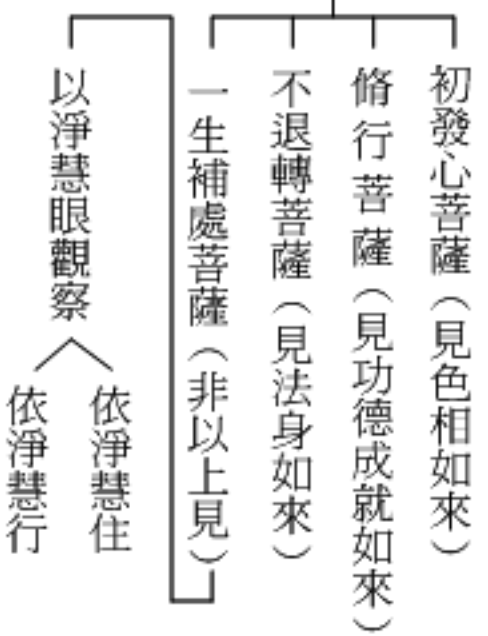 初發心菩薩（見色相如來）
脩行菩薩（見功德成就如來）
不退轉菩薩（見法身如來）
一生補處菩薩（非以上見）
以淨慧眼觀察
依淨慧住
依淨慧行